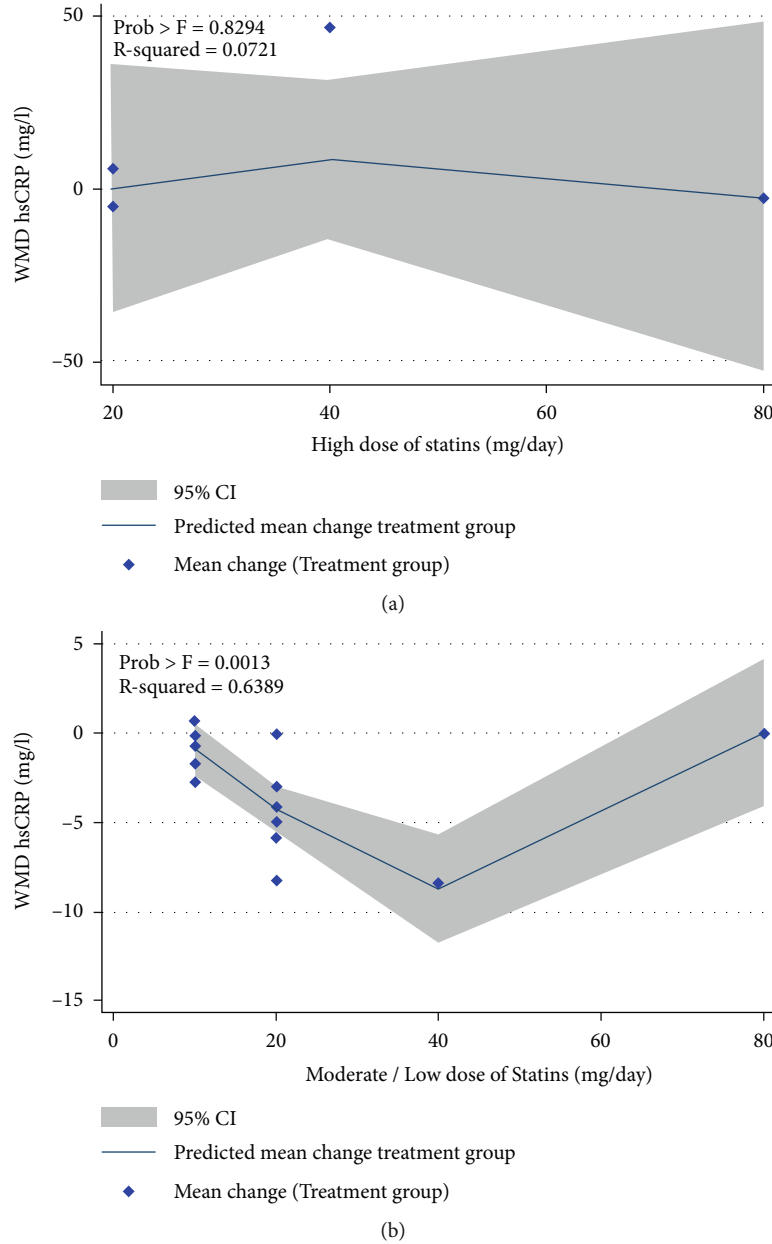 50
Prob > F = 0.8294
R-squared = 0.0721
WMD hsCRP (mg/l)
0
−50
20 40 60 80
High dose of statins (mg/day)
95% CI
Predicted mean change treatment group
Mean change (Treatment group)
(a)
5
Prob > F = 0.0013
R-squared = 0.6389
0
WMD hsCRP (mg/l)
−5
−10
−15
0 20 40 60 80
Moderate / Low dose of Statins (mg/day)
95% CI
Predicted mean change treatment group
Mean change (Treatment group)
(b)